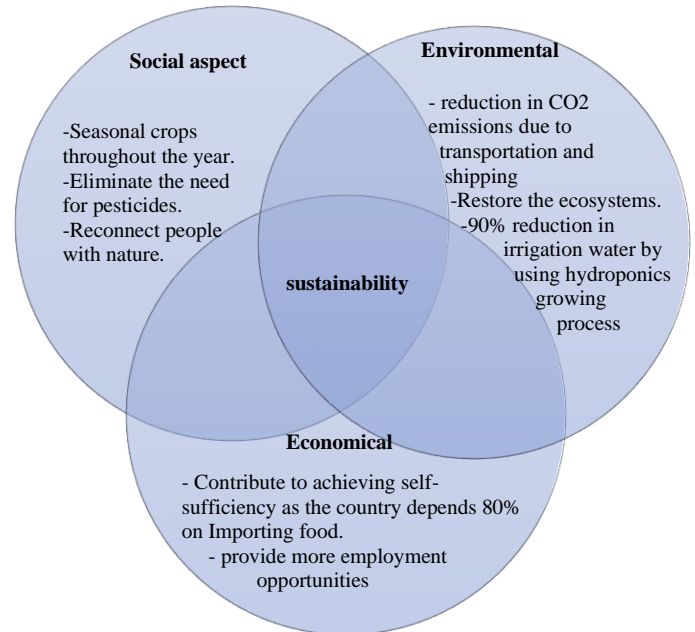 Social aspect
-Seasonal crops
throughout the year.
-Eliminate the need
for pesticides.
-Reconnect people
with nature.
Environmental
- reduction in CO2
emissions due to
transportation and
shipping
-Restore the ecosystems.
-90% reduction in
irrigation water by
using hydroponics
growing
process
sustainability
Economical
- Contribute to achieving self-
sufficiency as the country depends 80%
on Importing food.
- provide more employment
opportunities